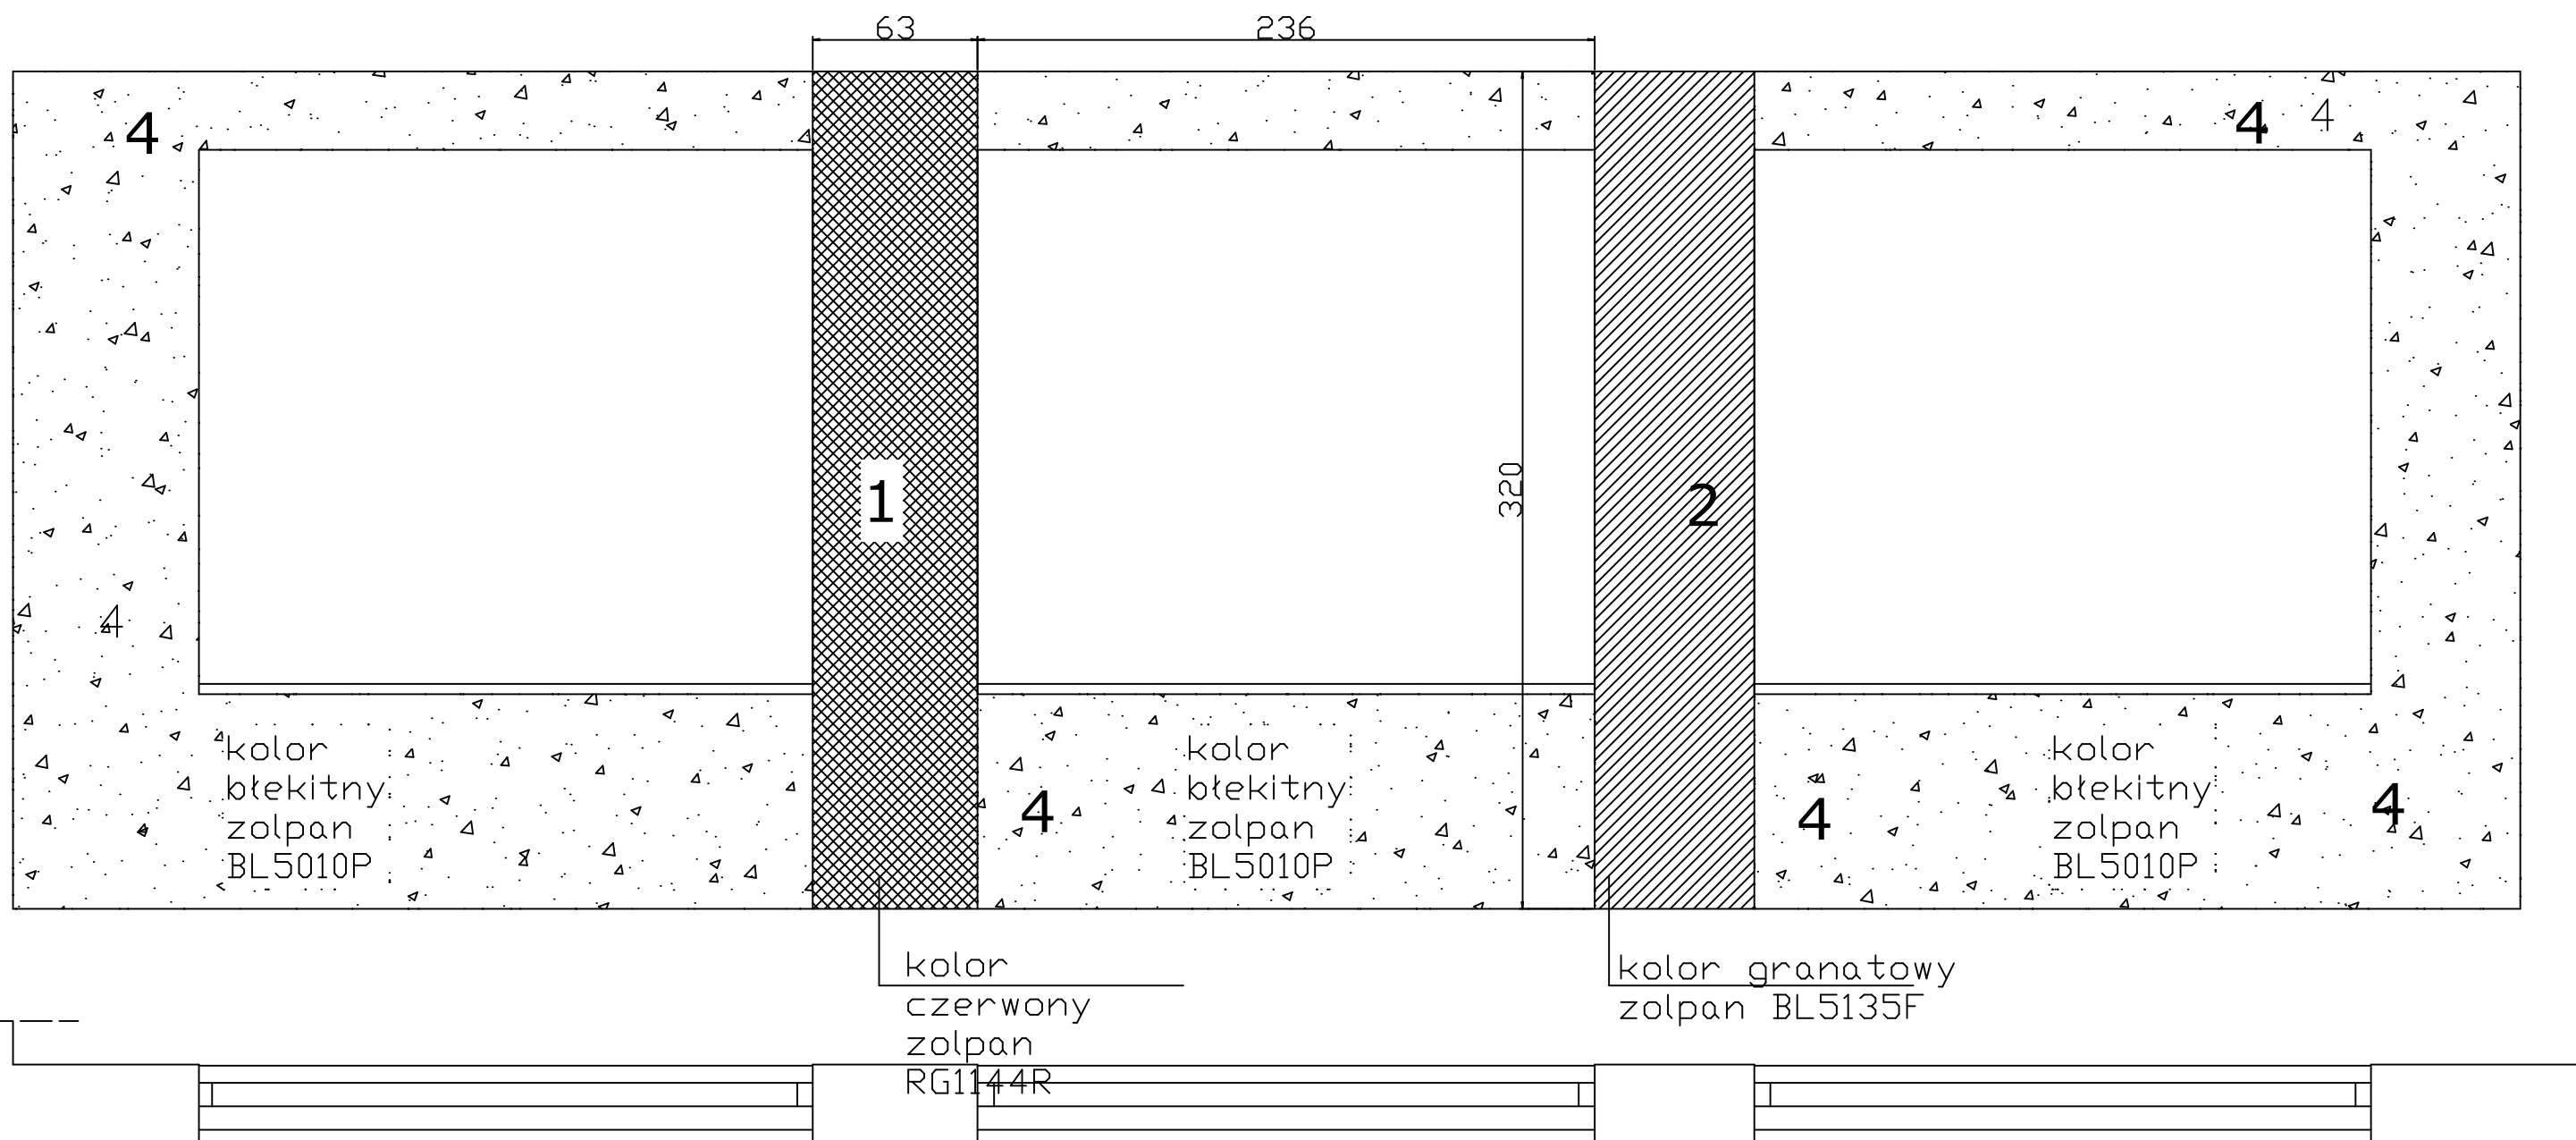 63
236
4
4
4
320
1
2
4
kolor
błekitny
zolpan
BL5010P
4
kolor
błekitny
zolpan
BL5010P
4
kolor
błekitny
zolpan
BL5010P
4
kolor
czerwony
zolpan
RG1144R
kolor granatowy
zolpan BL5135F